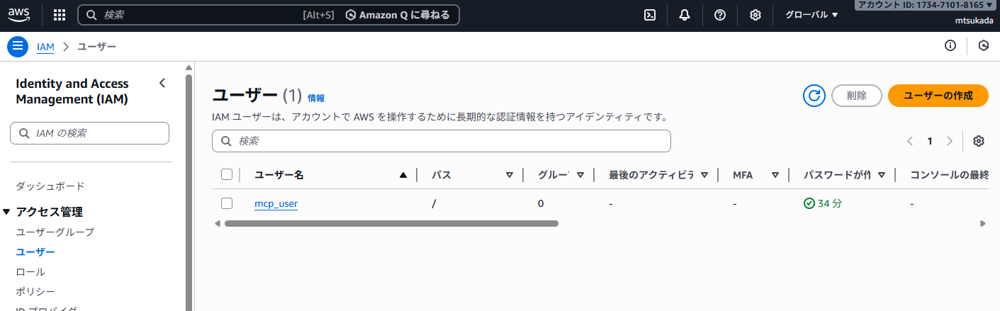 aws
検索 [Alt+S] Amazon Q に尋ねる
グローバル
アカウント ID: 1734-7101-8165
mtsukada
IAM ユーザー
Identity and Access
Management (IAM)
IAM の検索
ダッシュボード
アクセス管理
ユーザーグループ
ユーザー
ロール
ポリシー
ユーザー (1) 情報
削除 ユーザーの作成
IAM ユーザーは、アカウントで AWS を操作するために長期的な認証情報を持つアイデンティティです。
検索
1
ユーザー名 パス グルー 最後のアクティビテ MFA パスワードが作 コンソールの最終
mcp_user / 0 - - 34 分 -